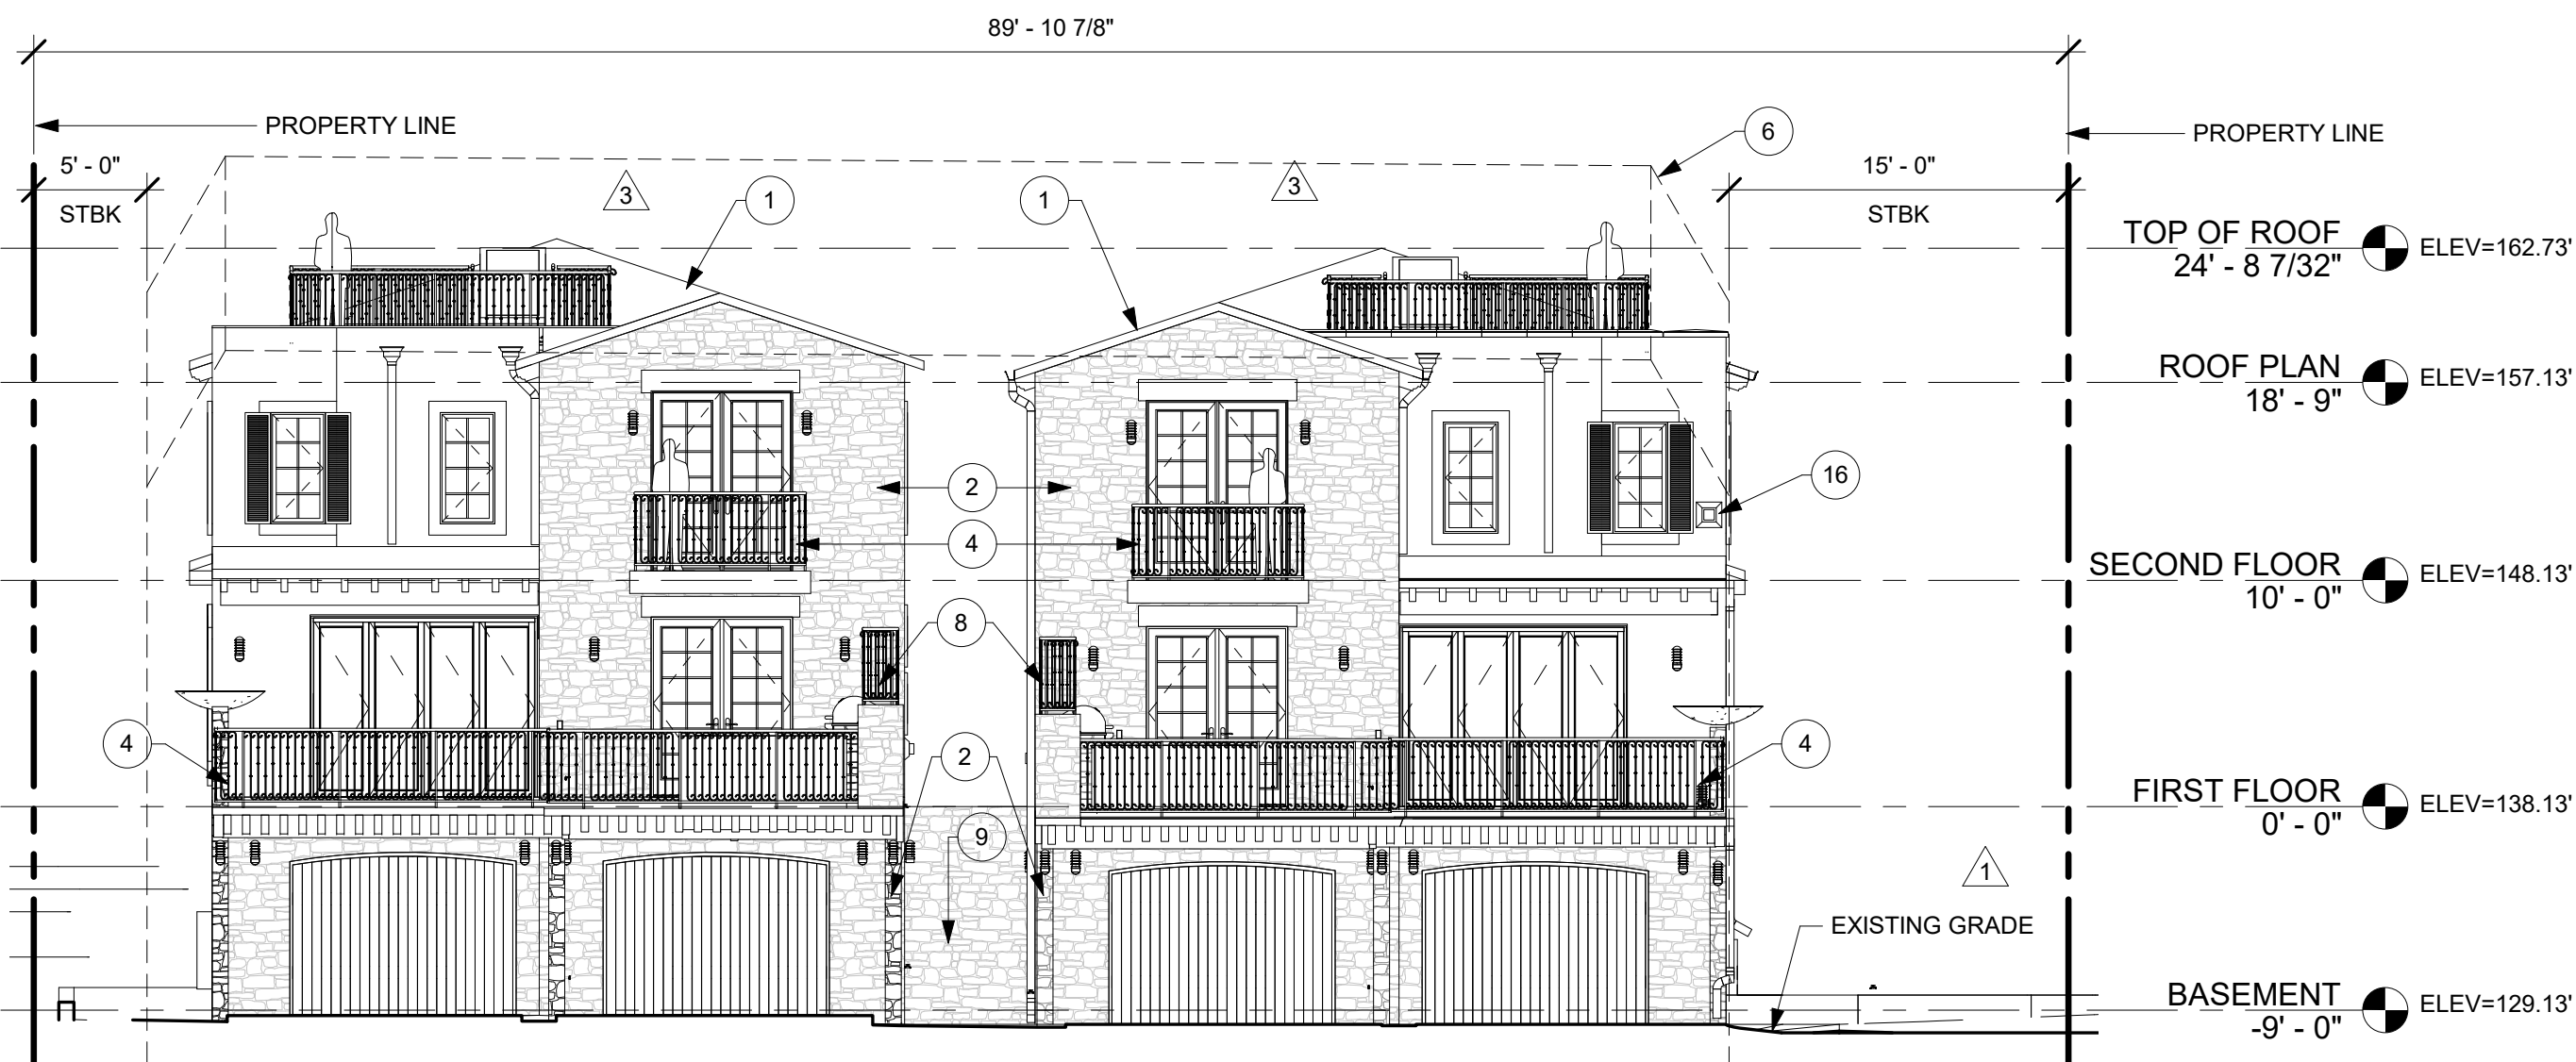 89' - 10 7/8"
PROPERTY LINE
PROPERTY LINE
6
5' - 0"
STBK
15' - 0"
STBK
3
1
1
3
TOP OF ROOF
24' - 8 7/32"
ELEV=162.73'
ROOF PLAN
18' - 9"
ELEV=157.13'
2
16
4
SECOND FLOOR
10' - 0"
ELEV=148.13'
8
4
2
4
FIRST FLOOR
0' - 0"
ELEV=138.13'
9
1
EXISTING GRADE
BASEMENT
-9' - 0"
ELEV=129.13'